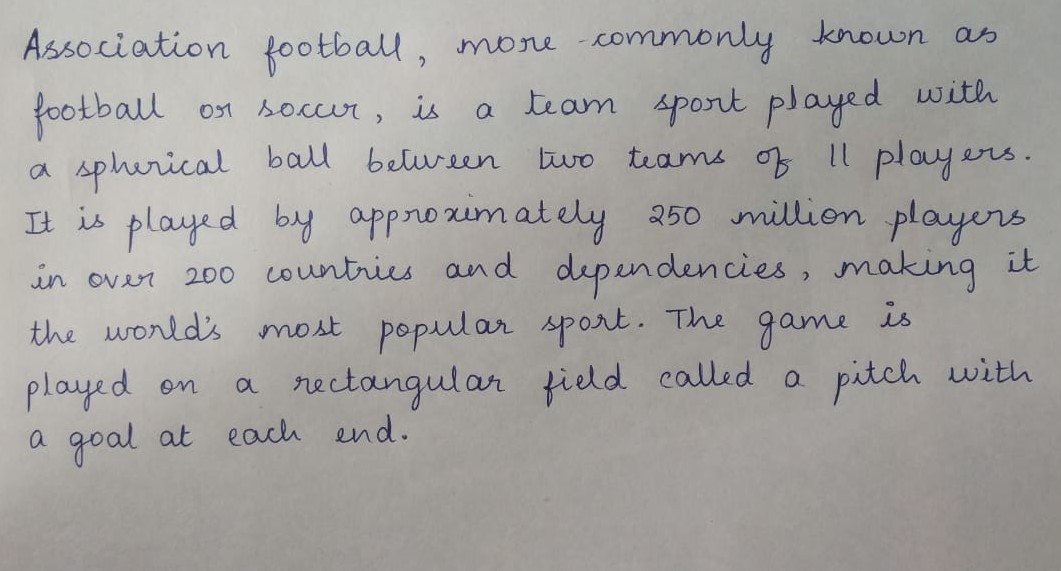 Association football, more commonly known as
football or soccer, is a team sport played with
a spherical ball between two teams of 11 players.
It is played by approximately 250 million players
in over 200 countries and dependencies, making it
the world's most popular sport. The game is
played on a rectangular field called a pitch with
a goal at each end.